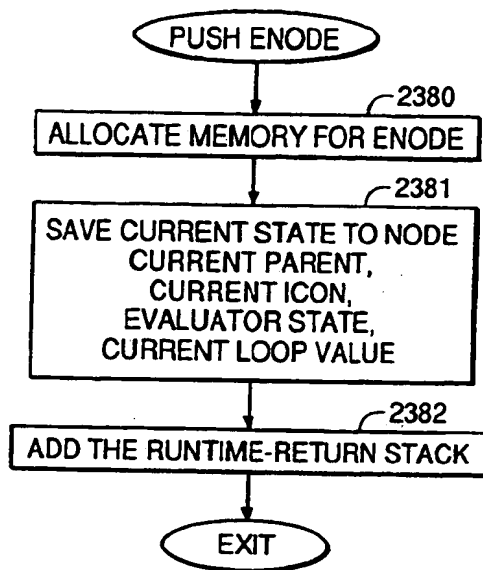 PUSH ENODE
2380
ALLOCATE MEMORY FOR ENODE
2381
SAVE CURRENT STATE TO NODE
CURRENT PARENT,
CURRENT ICON,
EVALUATOR STATE,
CURRENT LOOP VALUE
2382
ADD THE RUNTIME-RETURN STACK
EXIT